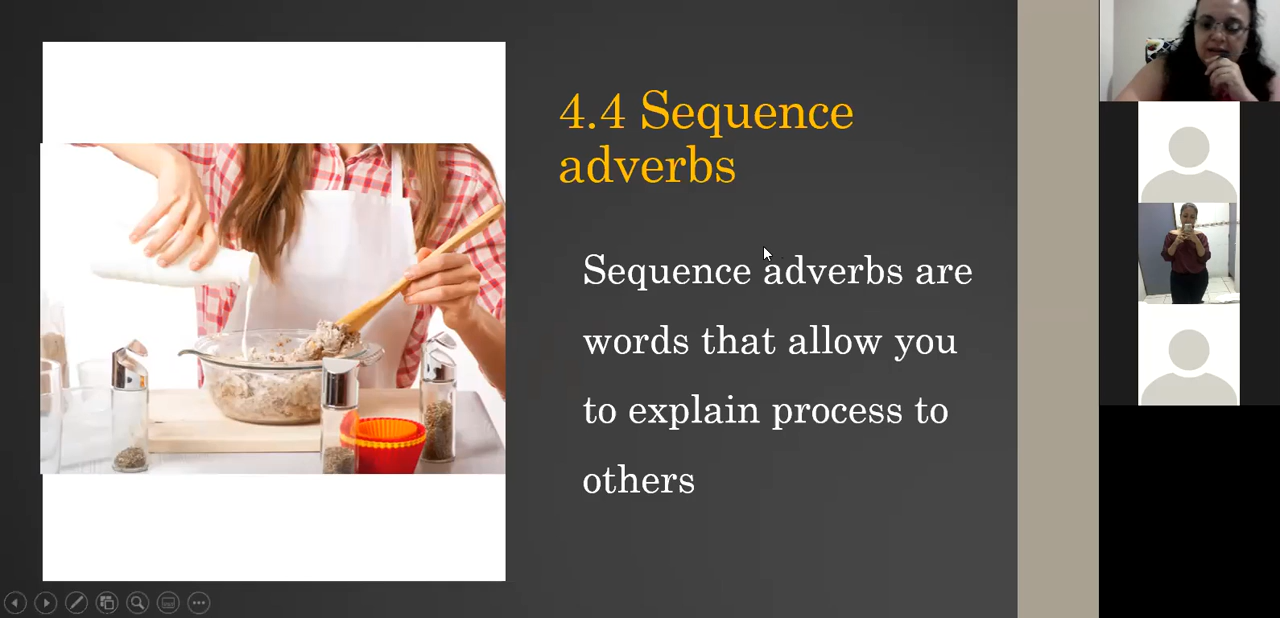 4.4 Sequence
adverbs
Sequence adverbs are
words that allow you
to explain process to
others